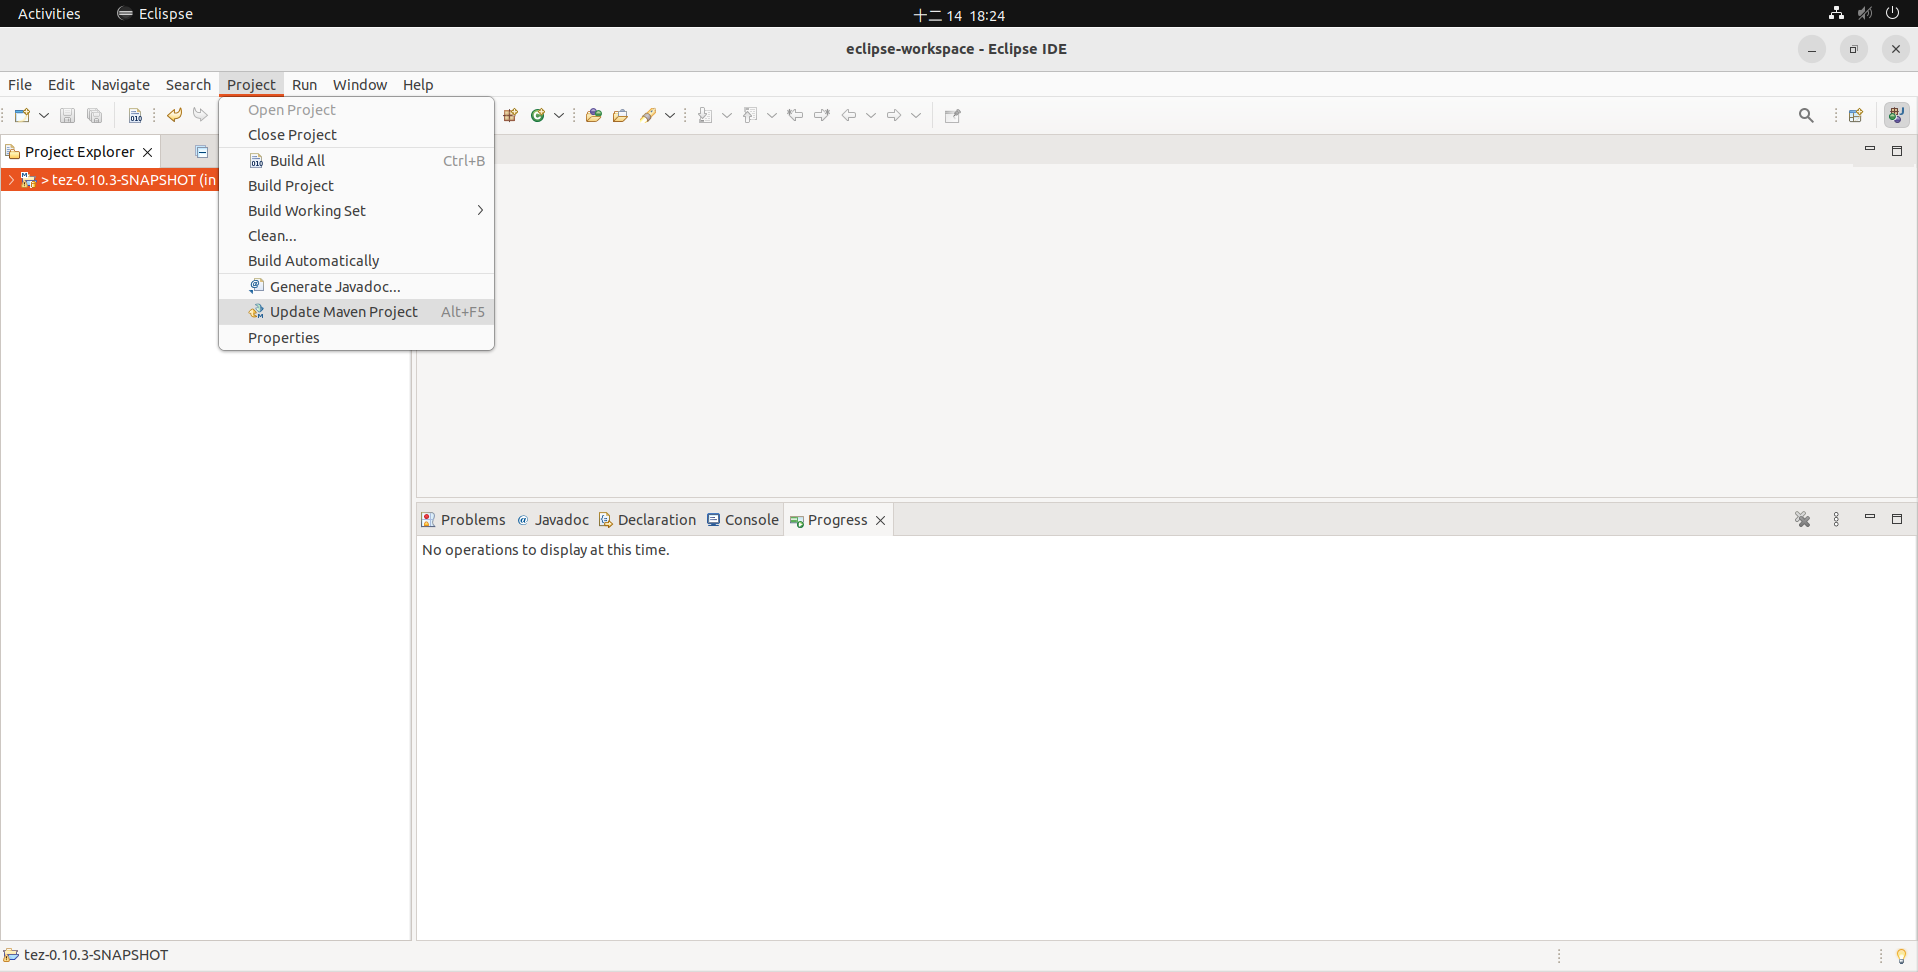 Activities Eclispse 十二 14 18:24
eclipse-workspace - Eclipse IDE
File Edit Navigate Search Project Run Window Help
Open Project
Close Project
Project Explorer
Build All Ctrl+B
> tez-0.10.3-SNAPSHOT (in
Build Project
Build Working Set
Clean...
Build Automatically
Generate Javadoc...
Update Maven Project Alt+F5
Properties
Problems Javadoc Declaration Console Progress
No operations to display at this time.
tez-0.10.3-SNAPSHOT